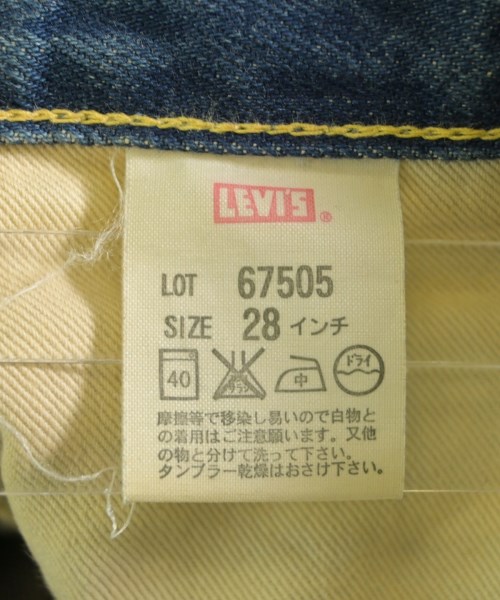 LEVI'S ®
LOT 67505
SIZE 28 インチ
40 中 ドライ
摩擦等で移染し易いので白物と
の着用はご注意願います。又他
の物と分けて洗って下さい。
タンブラー乾燥はおさけ下さい。